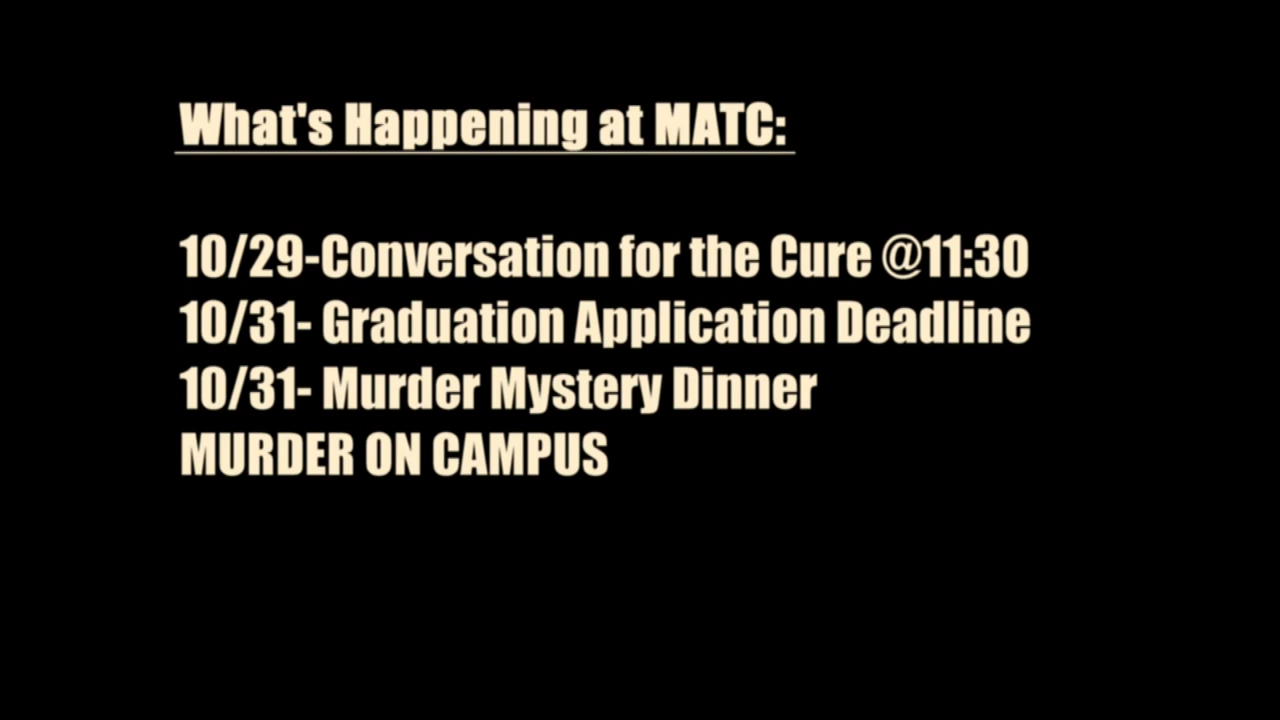 What's Happening at MATC:
10/29-Conversation for the Cure @11:30
10/31- Graduation Application Deadline
10/31- Murder Mystery Dinner
MURDER ON CAMPUS